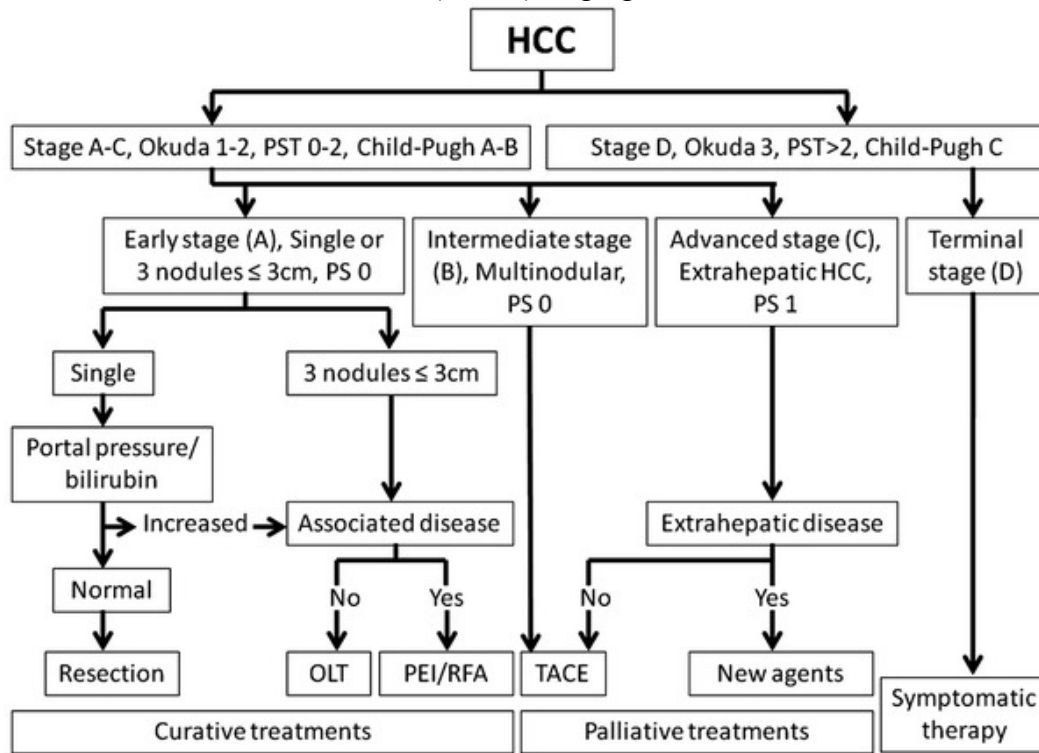 HCC
Stage A-C, Okuda 1-2, PST 0-2, Child-Pugh A-B
Stage D, Okuda 3, PST>2, Child-Pugh C
Early stage (A), Single or
3 nodules ≤ 3cm, PS 0
Intermediate stage
(B), Multinodular,
PS 0
Advanced stage (C),
Extrahepatic HCC,
PS 1
Terminal
stage (D)
Single
3 nodules ≤ 3cm
Portal pressure/
bilirubin
Increased
Associated disease
Extrahepatic disease
Normal
No
Yes
No
Yes
Resection
OLT
PEI/RFA
TACE
New agents
Symptomatic
therapy
Curative treatments
Palliative treatments